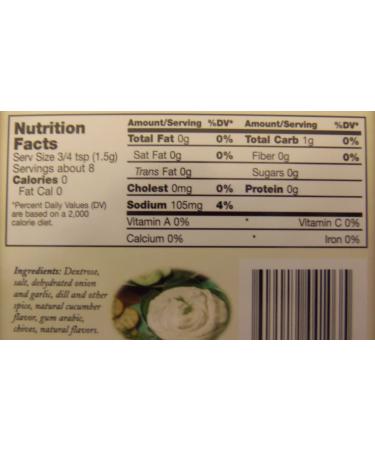 Nutrition
Facts
Serv Size 3/4 tsp (1.5g)
Servings about 8
Calories 0
Fat Cal 0
*Percent Daily Values (DV)
are based on a 2,000
calorie diet.
Amount/Serving %DV* Amount/Serving %DV*
Total Fat 0g 0% Total Carb 1g 0%
Sat Fat 0g 0% Fiber 0g 0%
Trans Fat 0g Sugars 0g
Cholest 0mg 0% Protein 0g
Sodium 105mg 4%
Vitamin A 0% * Vitamin C 0%
Calcium 0% * Iron 0%
Ingredients: Dextrose,
salt, dehydrated onion
and garlic, dill and other
spice, natural cucumber
flavor, gum arabic,
chives, natural flavors.